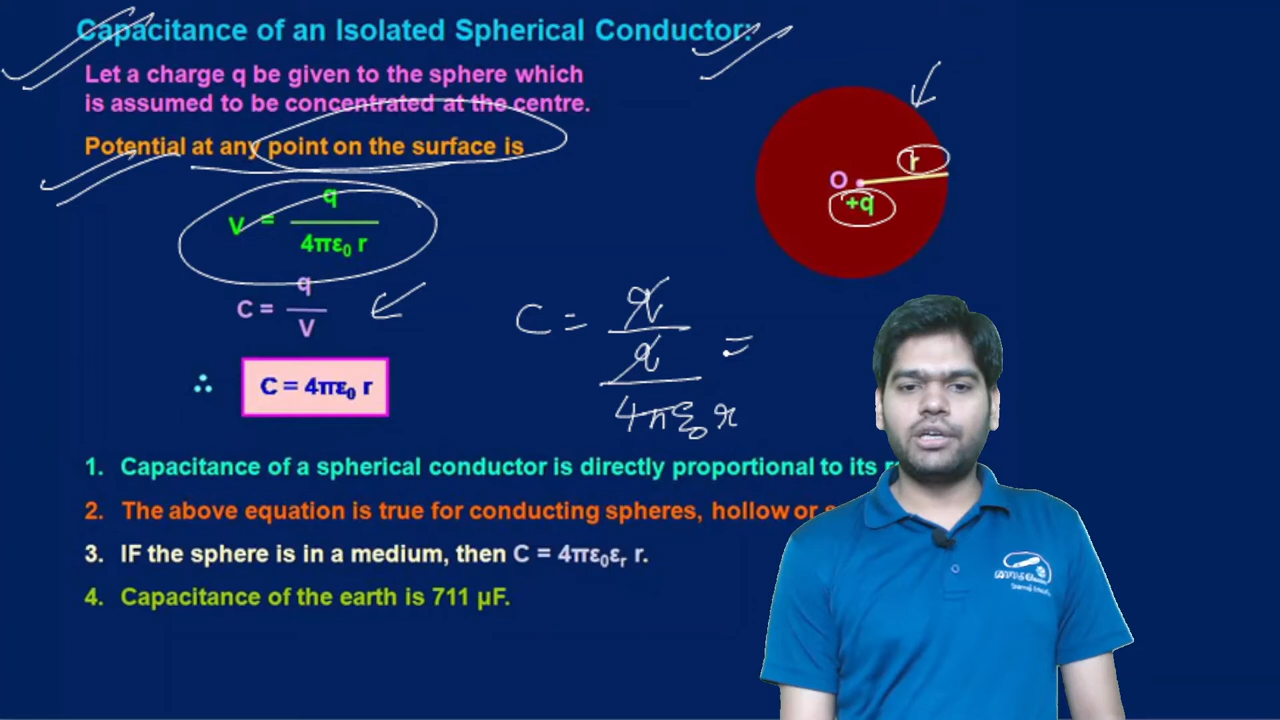 Capacitance of an Isolated Spherical Conductor:
Let a charge q be given to the sphere which
is assumed to be concentrated at the centre.
Potential at any point on the surface is
V = q / 4πε₀ r
C = q / V
∴ C = 4πε₀ r
r
O
+q
C = q / q / 4πε₀ r =
1. Capacitance of a spherical conductor is directly proportional to its
2. The above equation is true for conducting spheres, hollow or
3. IF the sphere is in a medium, then C = 4πε₀εᵣ r.
4. Capacitance of the earth is 711 μF.